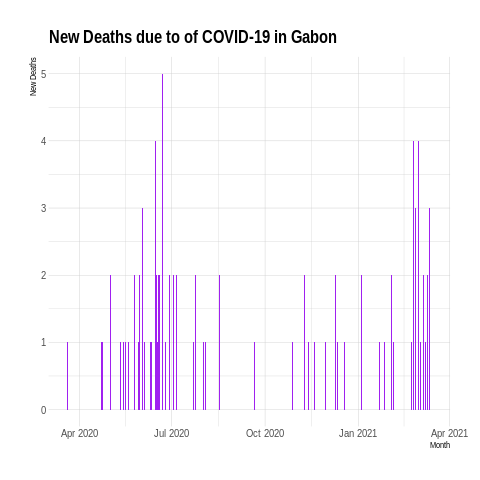 New Deaths due to of COVID-19 in Gabon
New Deaths
5
4
3
2
1
0
Apr 2020 Jul 2020 Oct 2020 Jan 2021 Apr 2021
Month